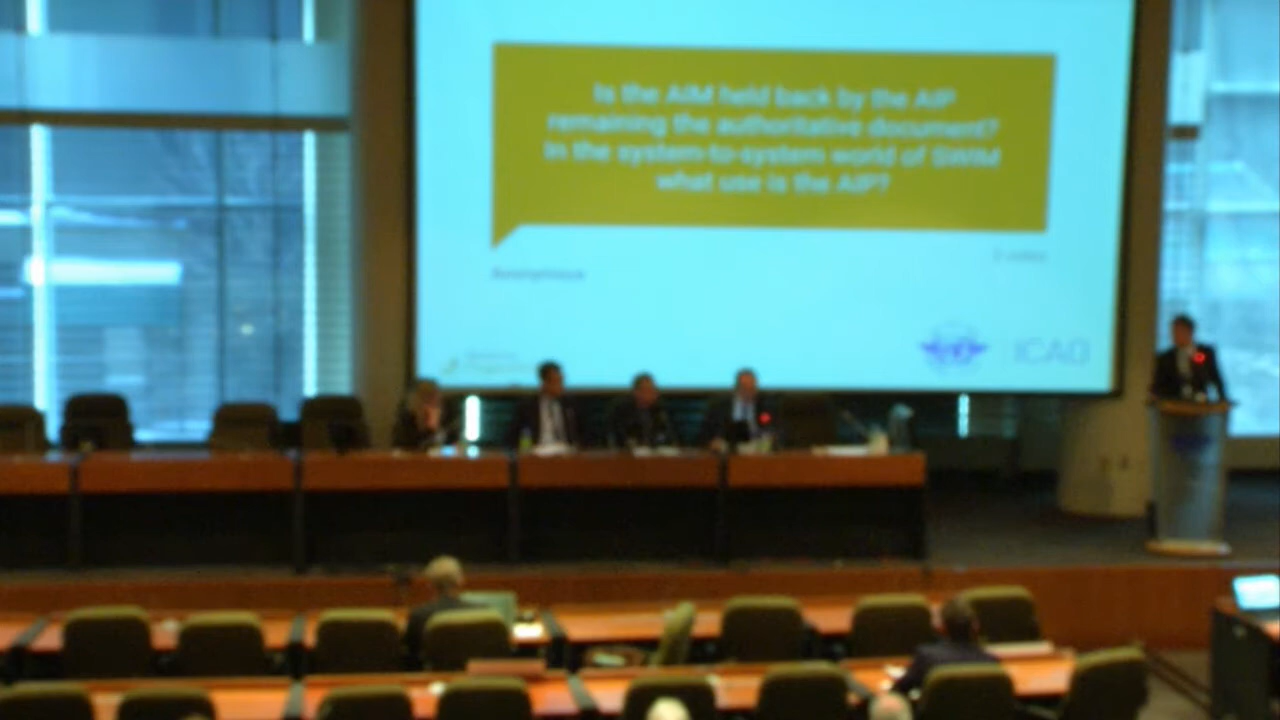 Is the AIM held back by the AIP
remaining the authoritative document?
In the system-to-system world of SWIM
what use is the AIP?
ICAO